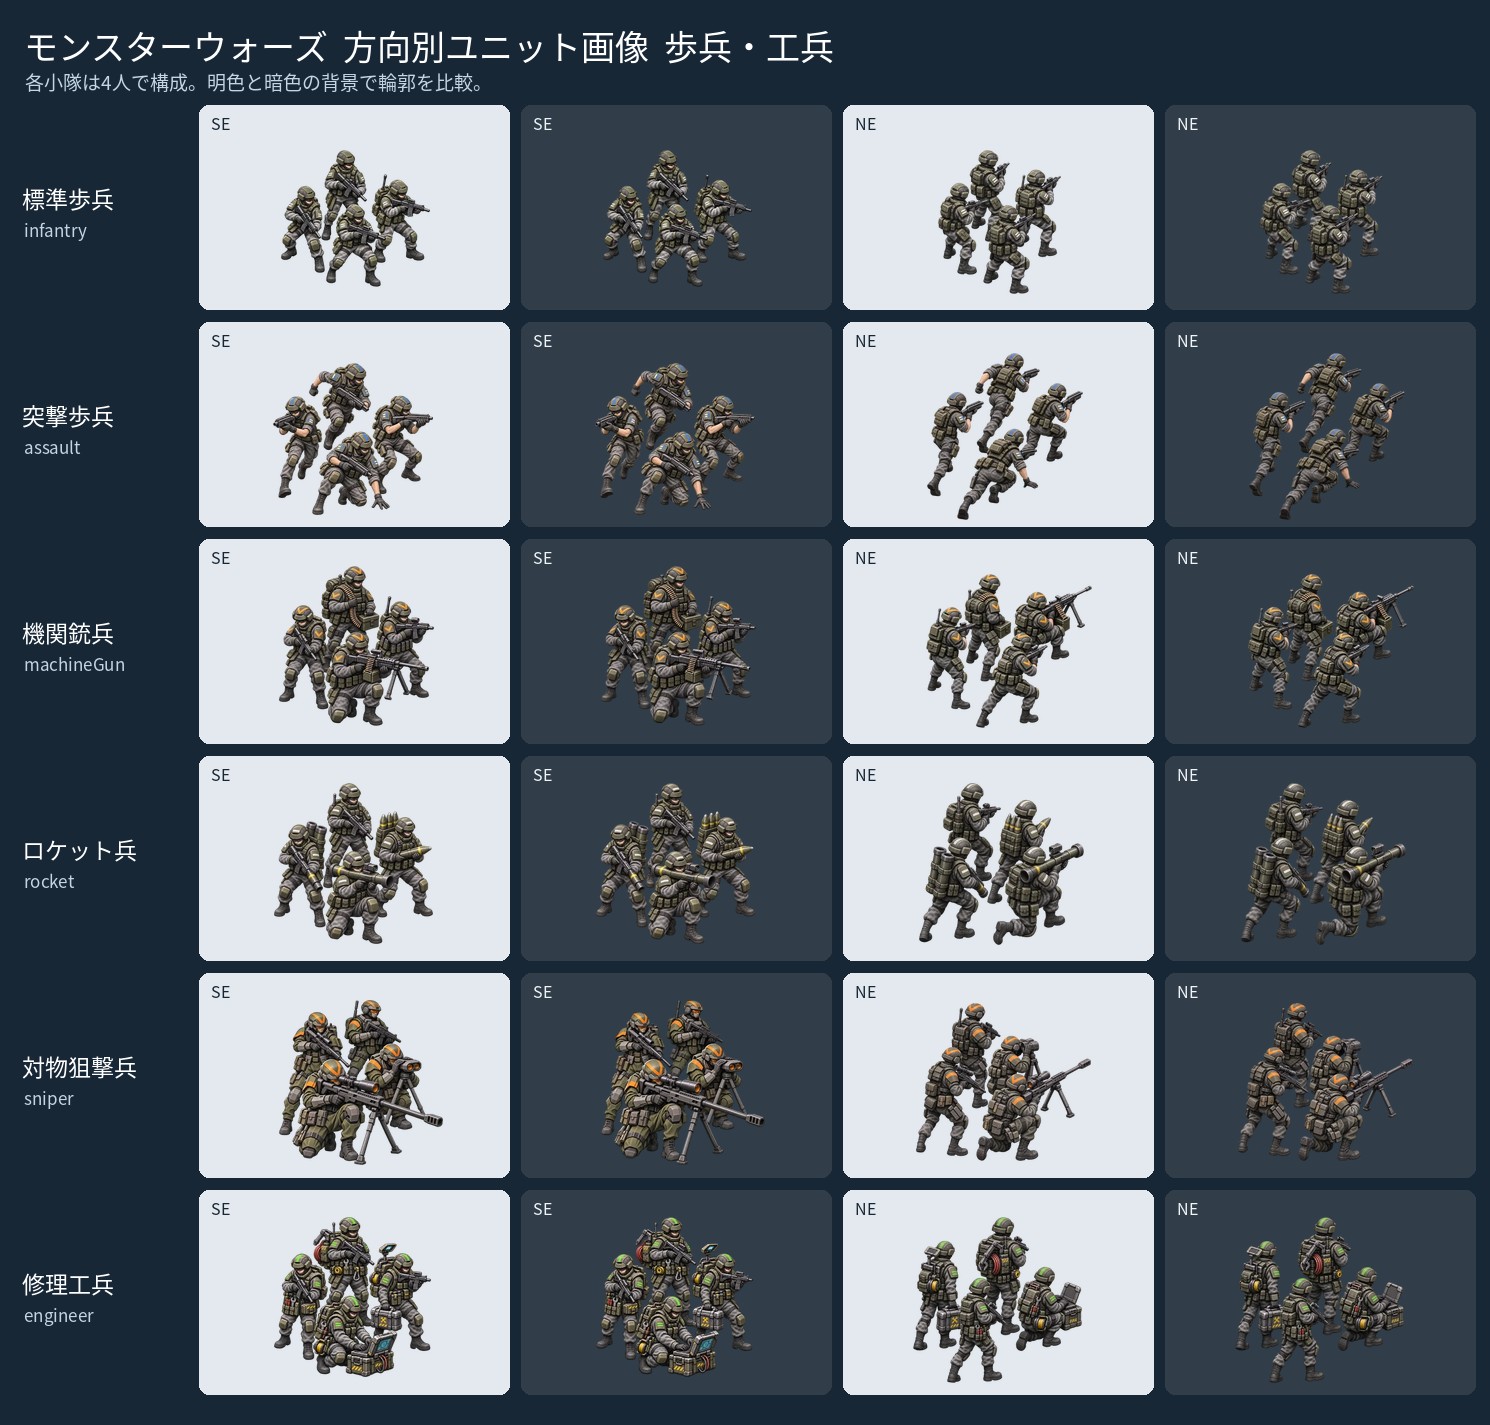 モンスターウォーズ 方向別ユニット画像 歩兵・工兵
各小隊は4人で構成。明色と暗色の背景で輪郭を比較。
SE
SE
NE
NE
標準歩兵
infantry
SE
SE
NE
NE
突撃歩兵
assault
SE
SE
NE
NE
機関銃兵
machineGun
SE
SE
NE
NE
ロケット兵
rocket
SE
SE
NE
NE
対物狙撃兵
sniper
SE
SE
NE
NE
修理工兵
engineer